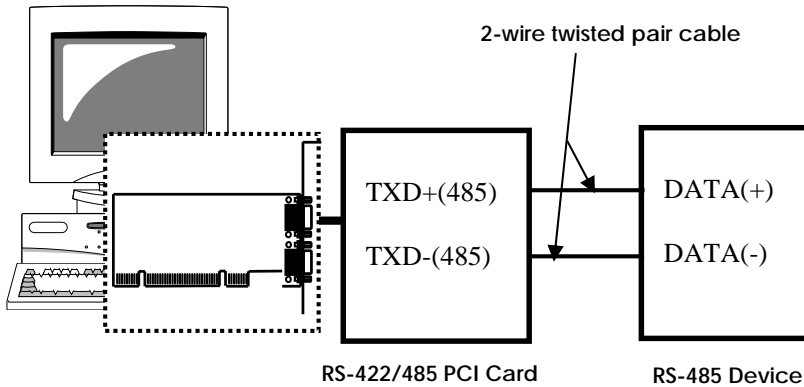 2-wire twisted pair cable
TXD+(485)
DATA(+)
TXD-(485)
DATA(-)
RS-422/485 PCI Card
RS-485 Device